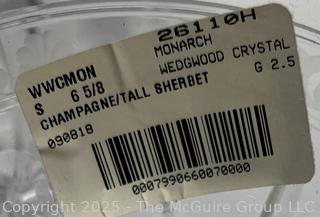 26110H
WWCMON MONARCH
S 6 5/8 WEDGWOOD CRYSTAL
CHAMPAGNE/TALL SHERBET G 2.5
090818
0007990660070000
Copyright 2025 - The McGuire Group LLC